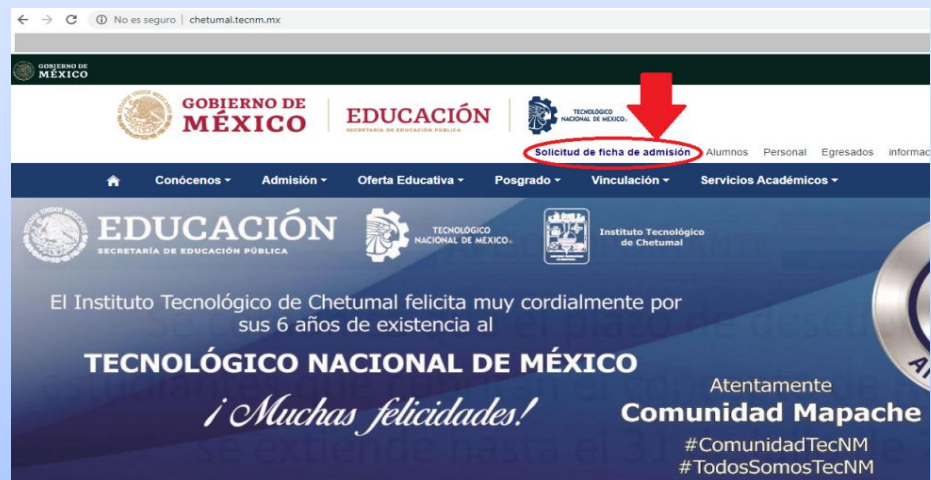 No es seguro | chetumal.tecnm.mx
GOBIERNO DE
MÉXICO
GOBIERNO DE
MÉXICO
EDUCACIÓN
SECRETARÍA DE EDUCACIÓN PÚBLICA
TECNOLÓGICO
NACIONAL DE MÉXICO
Solicitud de ficha de admisión Alumnos Personal Egresados informac
Conócenos Admisión Oferta Educativa Posgrado Vinculación Servicios Académicos
EDUCACIÓN
SECRETARÍA DE EDUCACIÓN PÚBLICA
TECNOLÓGICO
NACIONAL DE MÉXICO
Instituto Tecnológico
de Chetumal
El Instituto Tecnológico de Chetumal felicita muy cordialmente por
sus 6 años de existencia al
TECNOLÓGICO NACIONAL DE MÉXICO
¡Muchas felicidades!
Atentamente
Comunidad Mapache
#ComunidadTecNM
#TodosSomosTecNM